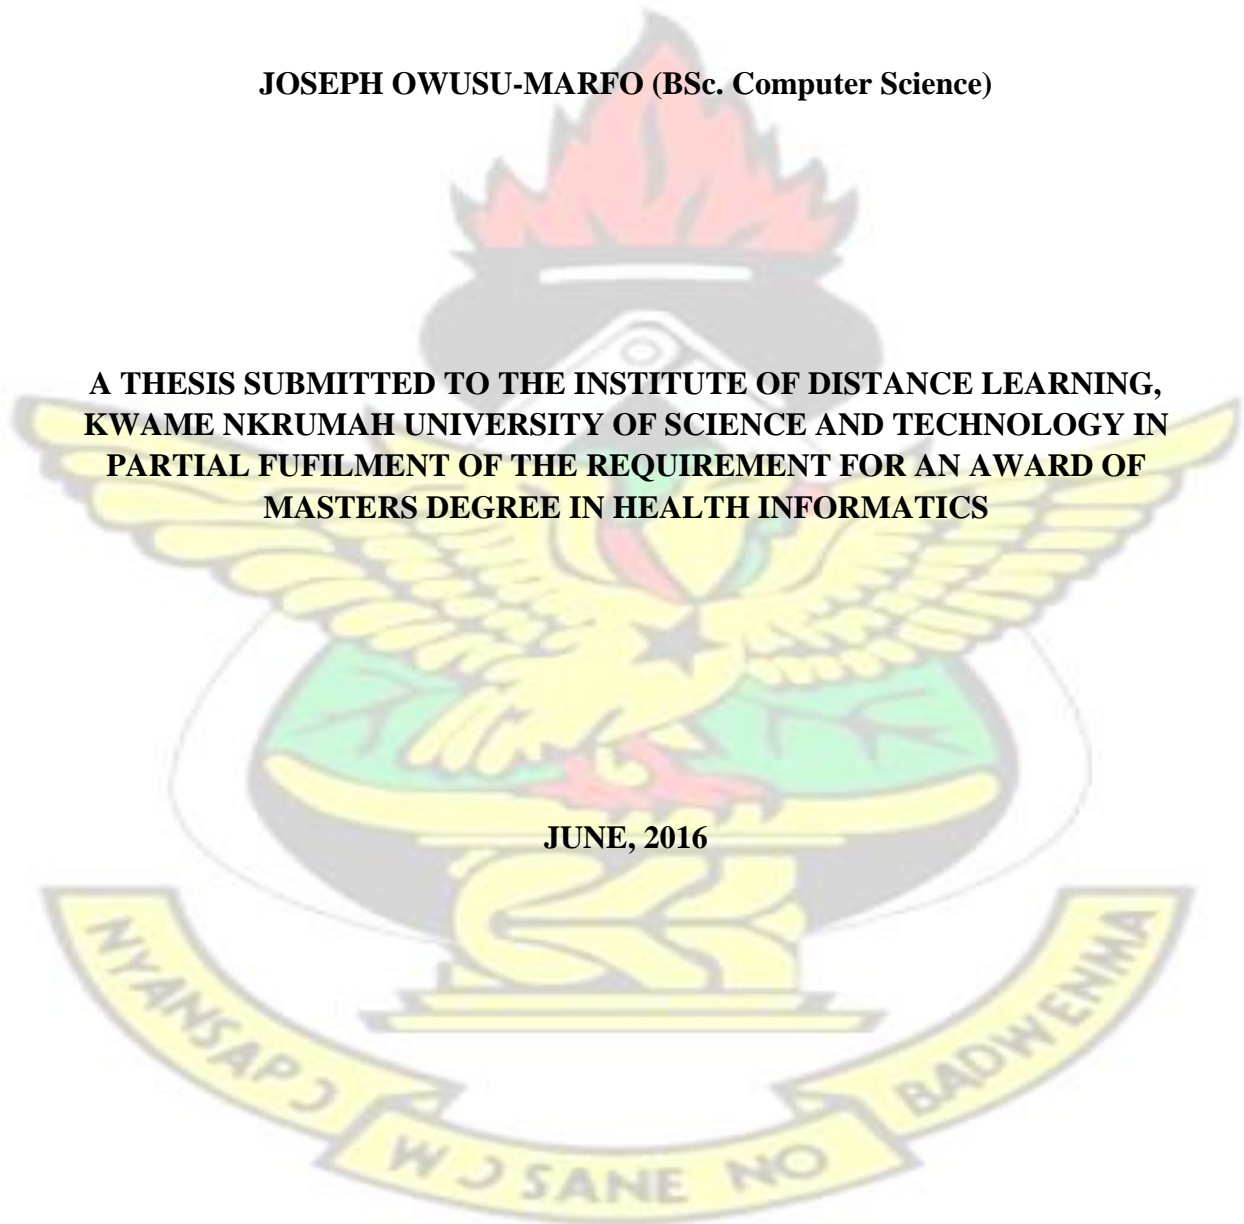 JOSEPH OWUSU-MARFO (BSc. Computer Science)
A THESIS SUBMITTED TO THE INSTITUTE OF DISTANCE LEARNING,
KWAME NKRUMAH UNIVERSITY OF SCIENCE AND TECHNOLOGY IN
PARTIAL FUFILMENT OF THE REQUIREMENT FOR AN AWARD OF
MASTERS DEGREE IN HEALTH INFORMATICS
JUNE, 2016
NYANSAPƆ
WƆSANE NO
BADWENMA